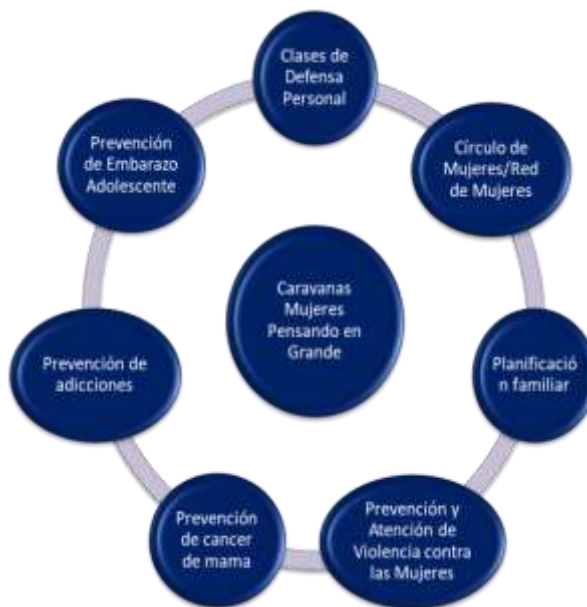 Clases de
Defensa
Personal
Círculo de
Mujeres/Red
de Mujeres
Planificació
n familiar
Prevención y
Atención de
Violencia contra
las Mujeres
Prevención
de cancer
de mama
Prevención de
adicciones
Prevención
de Embarazo
Adolescente
Caravanas
Mujeres
Pensando en
Grande